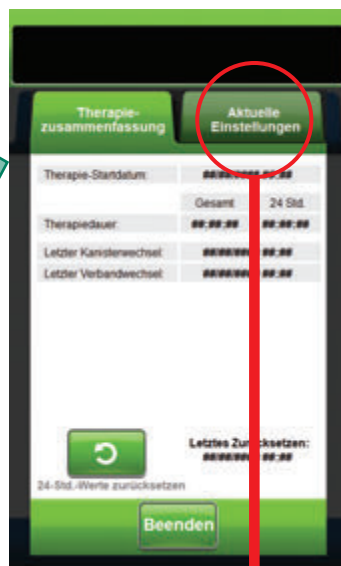 Therapie-
zusammenfassung
Aktuelle
Einstellungen
Therapie-Startdatum: ##/##/#### ##:##
Gesamt 24 Std.
Therapiedauer: ##:##:## ##:##:##
Letzter Kanisterwechsel: ##:##
Letzter Verbandwechsel: ##:##
Letztes
24-Std.-Werte zurücksetzen
##:##
Beenden